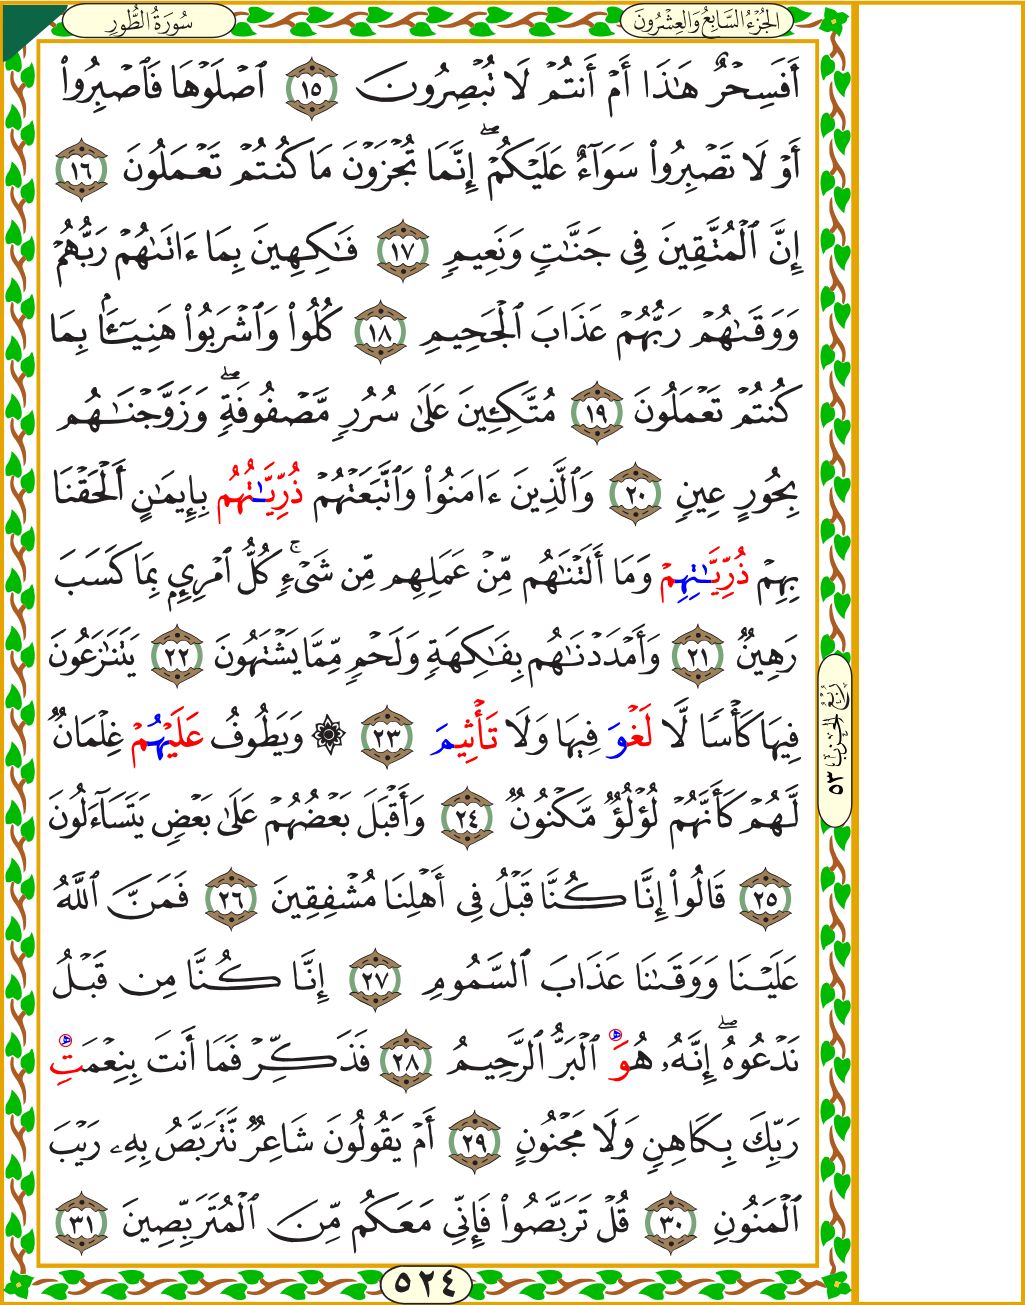 سُورَةُ الطُّورِ
الجُزْءُ السَّابِعُ وَالعِشْرُونَ
أَفَسِحْرٌ هَٰذَا أَمْ أَنتُمْ لَا تُبْصِرُونَ ١٥ ٱصْلَوْهَا فَٱصْبِرُوا۟
أَوْ لَا تَصْبِرُوا۟ سَوَآءٌ عَلَيْكُمْ ۖ إِنَّمَا تُجْزَوْنَ مَا كُنتُمْ تَعْمَلُونَ ١٦
إِنَّ ٱلْمُتَّقِينَ فِى جَنَّٰتٍ وَنَعِيمٍ ١٧ فَٰكِهِينَ بِمَا ءَاتَىٰهُمْ رَبُّهُمْ
وَوَقَىٰهُمْ رَبُّهُمْ عَذَابَ ٱلْجَحِيمِ ١٨ كُلُوا۟ وَٱشْرَبُوا۟ هَنِيٓـًٔا بِمَا
كُنتُمْ تَعْمَلُونَ ١٩ مُتَّكِـِٔينَ عَلَىٰ سُرُرٍ مَّصْفُوفَةٍ ۖ وَزَوَّجْنَٰهُم
بِحُورٍ عِينٍ ٢٠ وَٱلَّذِينَ ءَامَنُوا۟ وَٱتَّبَعَتْهُمْ ذُرِّيَّٰتُهُم بِإِيمَٰنٍ أَلْحَقْنَا
بِهِمْ ذُرِّيَّٰتِهِمْ وَمَا أَلَتْنَٰهُم مِّنْ عَمَلِهِم مِّن شَىْءٍ ۚ كُلُّ ٱمْرِئٍ بِمَا كَسَبَ
رَهِينٌ ٢١ وَأَمْدَدْنَٰهُم بِفَٰكِهَةٍ وَلَحْمٍ مِّمَّا يَشْتَهُونَ ٢٢ يَتَنَٰزَعُونَ
فِيهَا كَأْسًا لَّا لَغْوَ فِيهَا وَلَا تَأْثِيمَ ٢٣ ۞ وَيَطُوفُ عَلَيْهُمْ غِلْمَانٌ
لَّهُمْ كَأَنَّهُمْ لُؤْلُؤٌ مَّكْنُونٌ ٢٤ وَأَقْبَلَ بَعْضُهُمْ عَلَىٰ بَعْضٍ يَتَسَآءَلُونَ
٢٥ قَالُوا۟ إِنَّا كُنَّا قَبْلُ فِى أَهْلِنَا مُشْفِقِينَ ٢٦ فَمَنَّ ٱللَّهُ
عَلَيْنَا وَوَقَىٰنَا عَذَابَ ٱلسَّمُومِ ٢٧ إِنَّا كُنَّا مِن قَبْلُ
نَدْعُوهُ ۖ إِنَّهُۥ هُوَ ٱلْبَرُّ ٱلرَّحِيمُ ٢٨ فَذَكِّرْ فَمَا أَنتَ بِنِعْمَتِ
رَبِّكَ بِكَاهِنٍ وَلَا مَجْنُونٍ ٢٩ أَمْ يَقُولُونَ شَاعِرٌ نَّتَرَبَّصُ بِهِۦ رَيْبَ
ٱلْمَنُونِ ٣٠ قُلْ تَرَبَّصُوا۟ فَإِنِّى مَعَكُم مِّنَ ٱلْمُتَرَبِّصِينَ ٣١
رُبْعُ الحِزْبِ ٥٣
٥٢٤